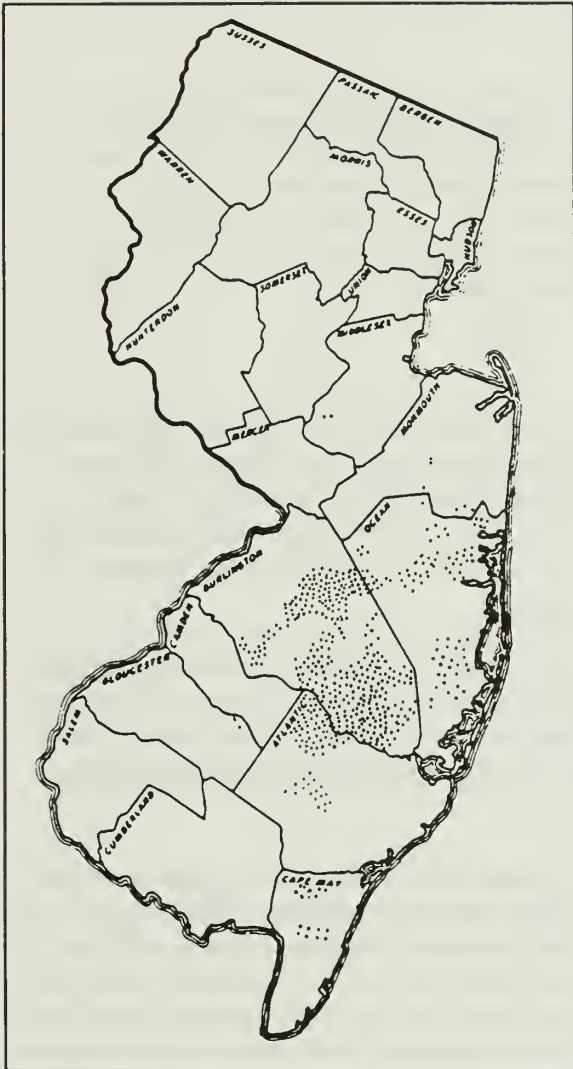 SUSSEX
PASSAIC
BERGEN
WARREN
MORRIS
ESSEX
HUDSON
SOMERSET
UNION
HUNTERDON
MIDDLESEX
MERCER
MONMOUTH
OCEAN
BURLINGTON
CAMDEN
GLOUCESTER
SALEM
ATLANTIC
CUMBERLAND
CAPE MAY